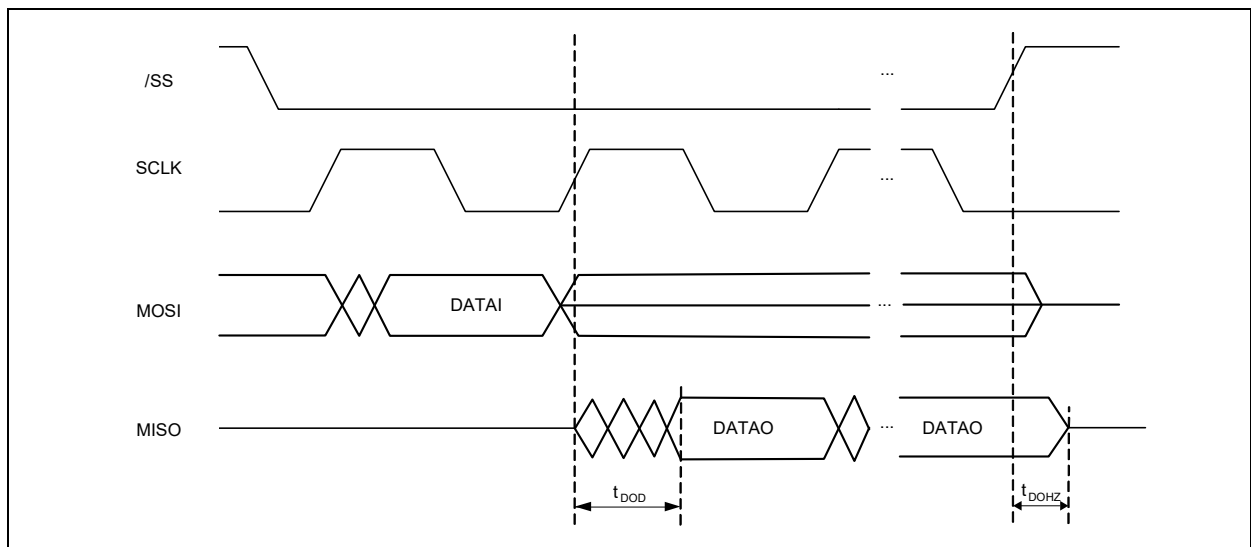 /SS
...
SCLK
...
MOSI
DATAI
...
MISO
DATAO
...
DATAO
tDOD
tDOHZ